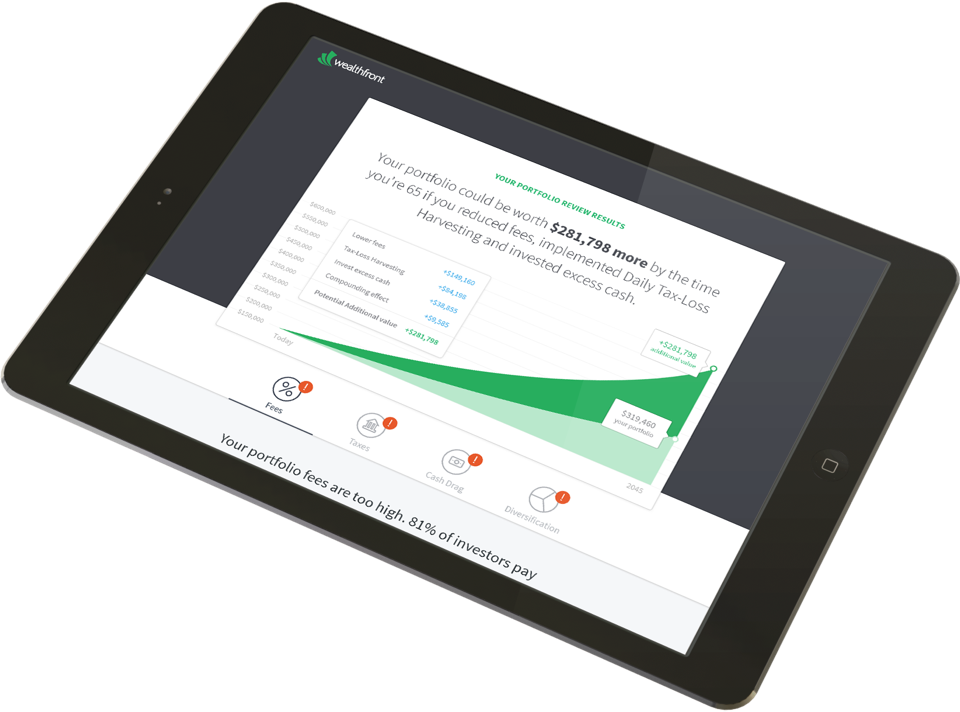 wealthfront
YOUR PORTFOLIO REVIEW RESULTS
Your portfolio could be worth $281,798 more by the time
you're 65 if you reduced fees, implemented Daily Tax-Loss
Harvesting and invested excess cash.
$600,000
$550,000
$500,000
$450,000
$400,000
$350,000
$300,000
$250,000
$200,000
$150,000
Lower fees +$149,160
Tax-Loss Harvesting +$84,198
Invest excess cash +$38,855
Compounding effect +$9,585
Potential Additional value +$281,798
+$281,798
additional value
$319,460
your portfolio
Today
2045
Fees
Taxes
Cash Drag
Diversification
Your portfolio fees are too high. 81% of investors pay